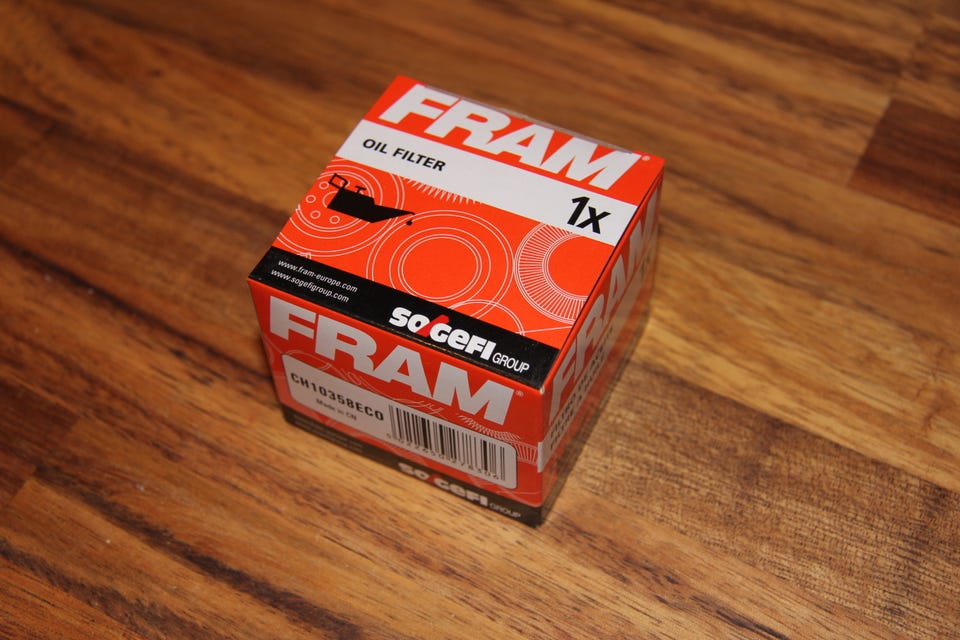 FRAM®
OIL FILTER
1x
www.fram-europe.com
www.sogefigroup.com
SOGEFI GROUP
FRAM®
CH10358ECO
Made in CN
SOGEFI GROUP
FRAM